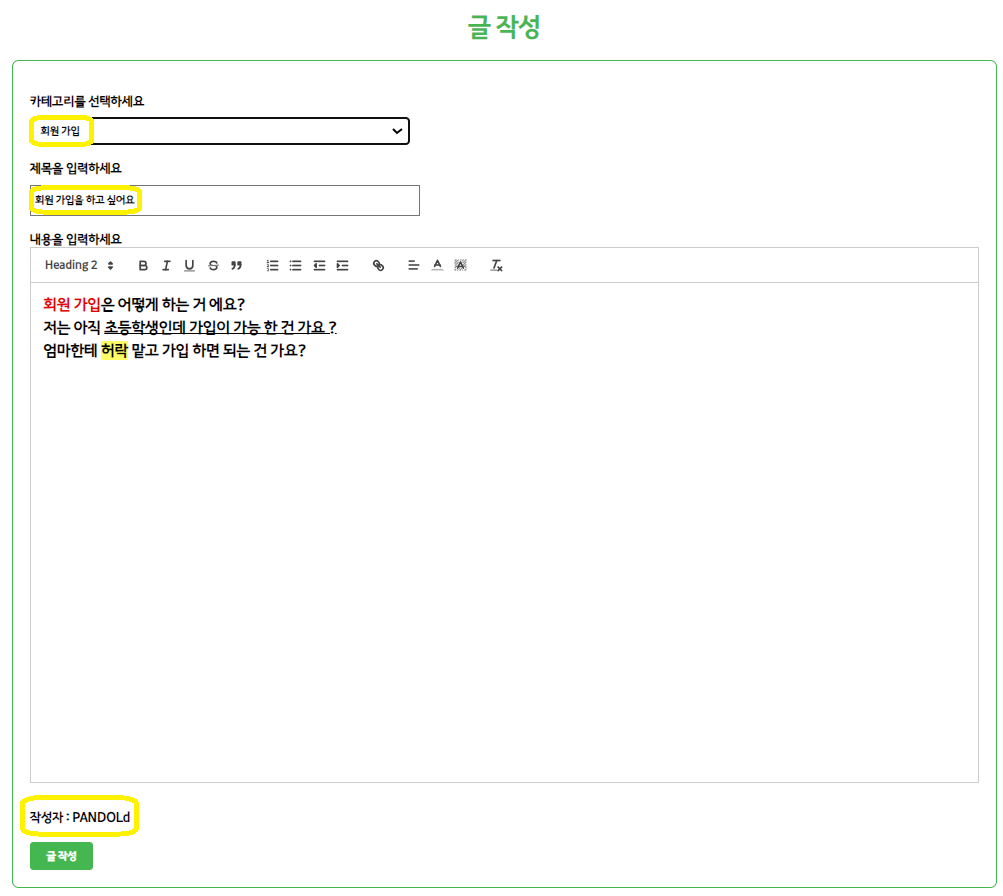 글 작성
카테고리를 선택하세요
회원 가입
제목을 입력하세요
회원 가입을 하고 싶어요
내용을 입력하세요
Heading 2
회원 가입은 어떻게 하는 거 에요?
저는 아직 초등학생인데 가입이 가능 한 건 가요 ?
엄마한테 허락 맡고 가입 하면 되는 건 가요?
작성자 : PANDOLd
글 작성